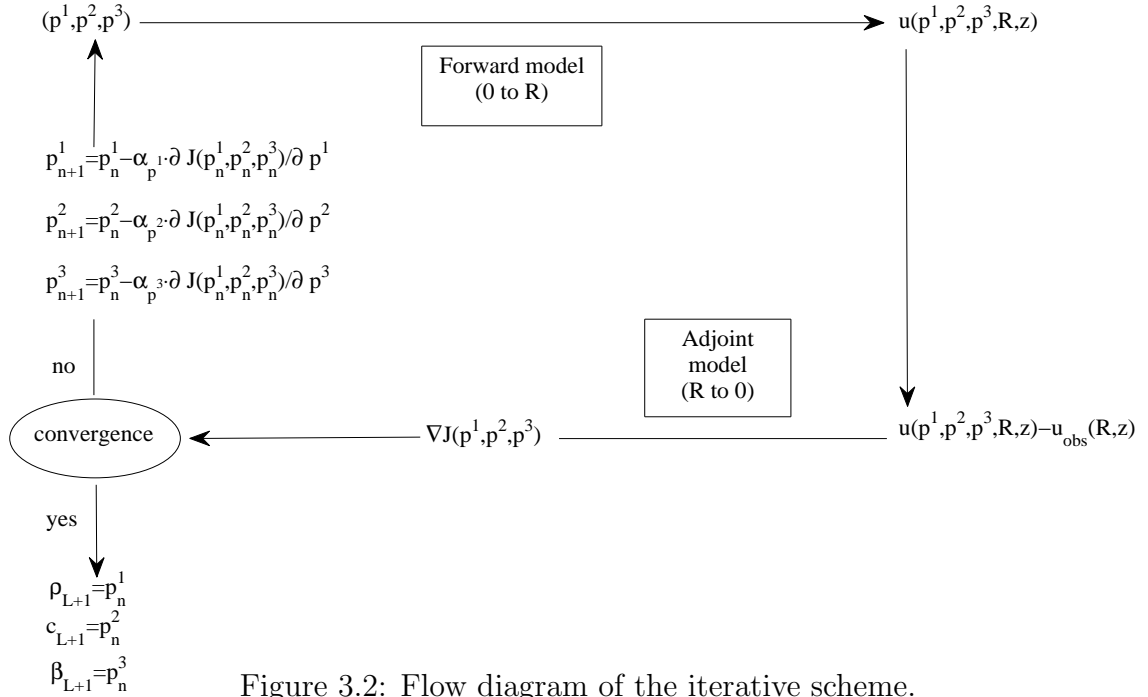 (p¹,p²,p³)
u(p¹,p²,p³,R,z)
Forward model
(0 to R)
p¹ₙ₊₁=p¹ₙ−α_p¹·∂ J(p¹ₙ,p²ₙ,p³ₙ)/∂ p¹
p²ₙ₊₁=p²ₙ−α_p²·∂ J(p¹ₙ,p²ₙ,p³ₙ)/∂ p²
p³ₙ₊₁=p³ₙ−α_p³·∂ J(p¹ₙ,p²ₙ,p³ₙ)/∂ p³
Adjoint
model
(R to 0)
no
convergence
∇J(p¹,p²,p³)
u(p¹,p²,p³,R,z)−u_obs(R,z)
yes
ρ_L+1=p¹ₙ
c_L+1=p²ₙ
β_L+1=p³ₙ
Figure 3.2: Flow diagram of the iterative scheme.